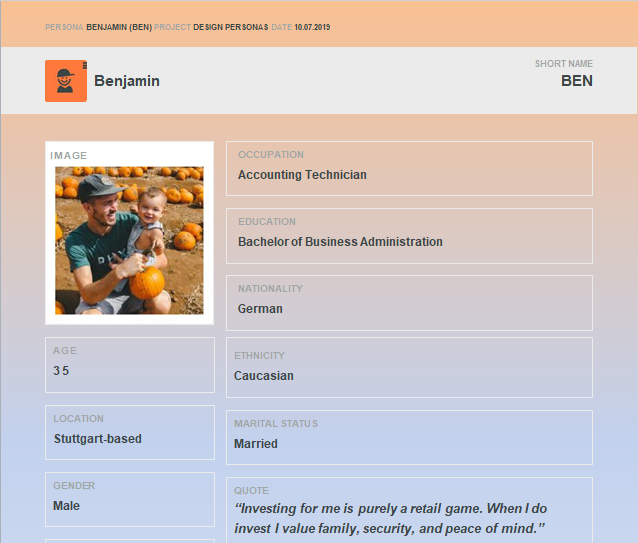 PERSONA BENJAMIN (BEN) PROJECT DESIGN PERSONAS DATE 10.07.2019
Benjamin
SHORT NAME
BEN
IMAGE
OCCUPATION
Accounting Technician
EDUCATION
Bachelor of Business Administration
NATIONALITY
German
AGE
35
ETHNICITY
Caucasian
LOCATION
Stuttgart-based
MARITAL STATUS
Married
GENDER
Male
QUOTE
“Investing for me is purely a retail game. When I do
invest I value family, security, and peace of mind.”